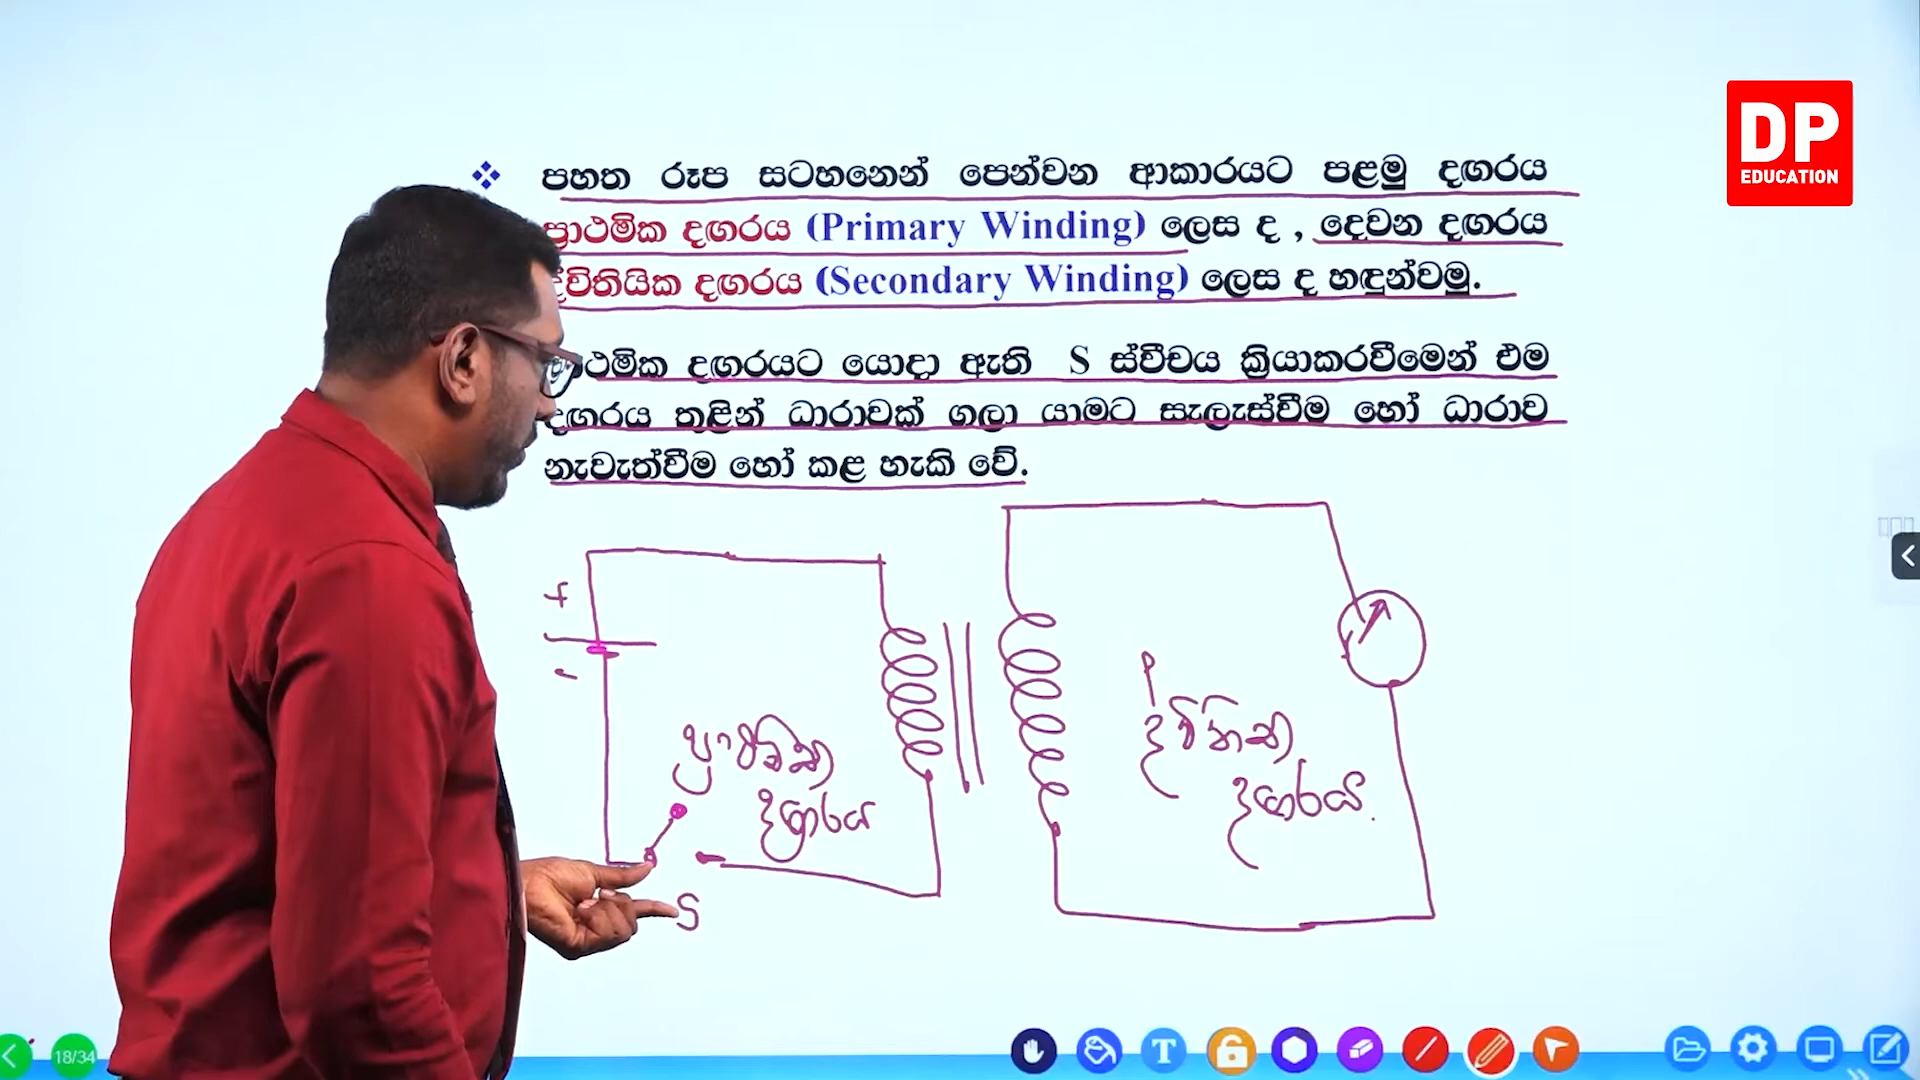 DP
EDUCATION
❖ පහත රූප සටහනෙන් පෙන්වන ආකාරයට පළමු දඟරය
ප්‍රාථමික දඟරය (Primary Winding) ලෙස ද , දෙවන දඟරය
ද්විතියික දඟරය (Secondary Winding) ලෙස ද හඳුන්වමු.
ප්‍රාථමික දඟරයට යොදා ඇති S ස්විචය ක්‍රියාකරවීමෙන් එම
දඟරය තුළින් ධාරාවක් ගලා යාමට සැලැස්වීම හෝ ධාරාව
නැවැත්වීම හෝ කළ හැකි වේ.
+
දඟරය
දඟරය
S
18/34